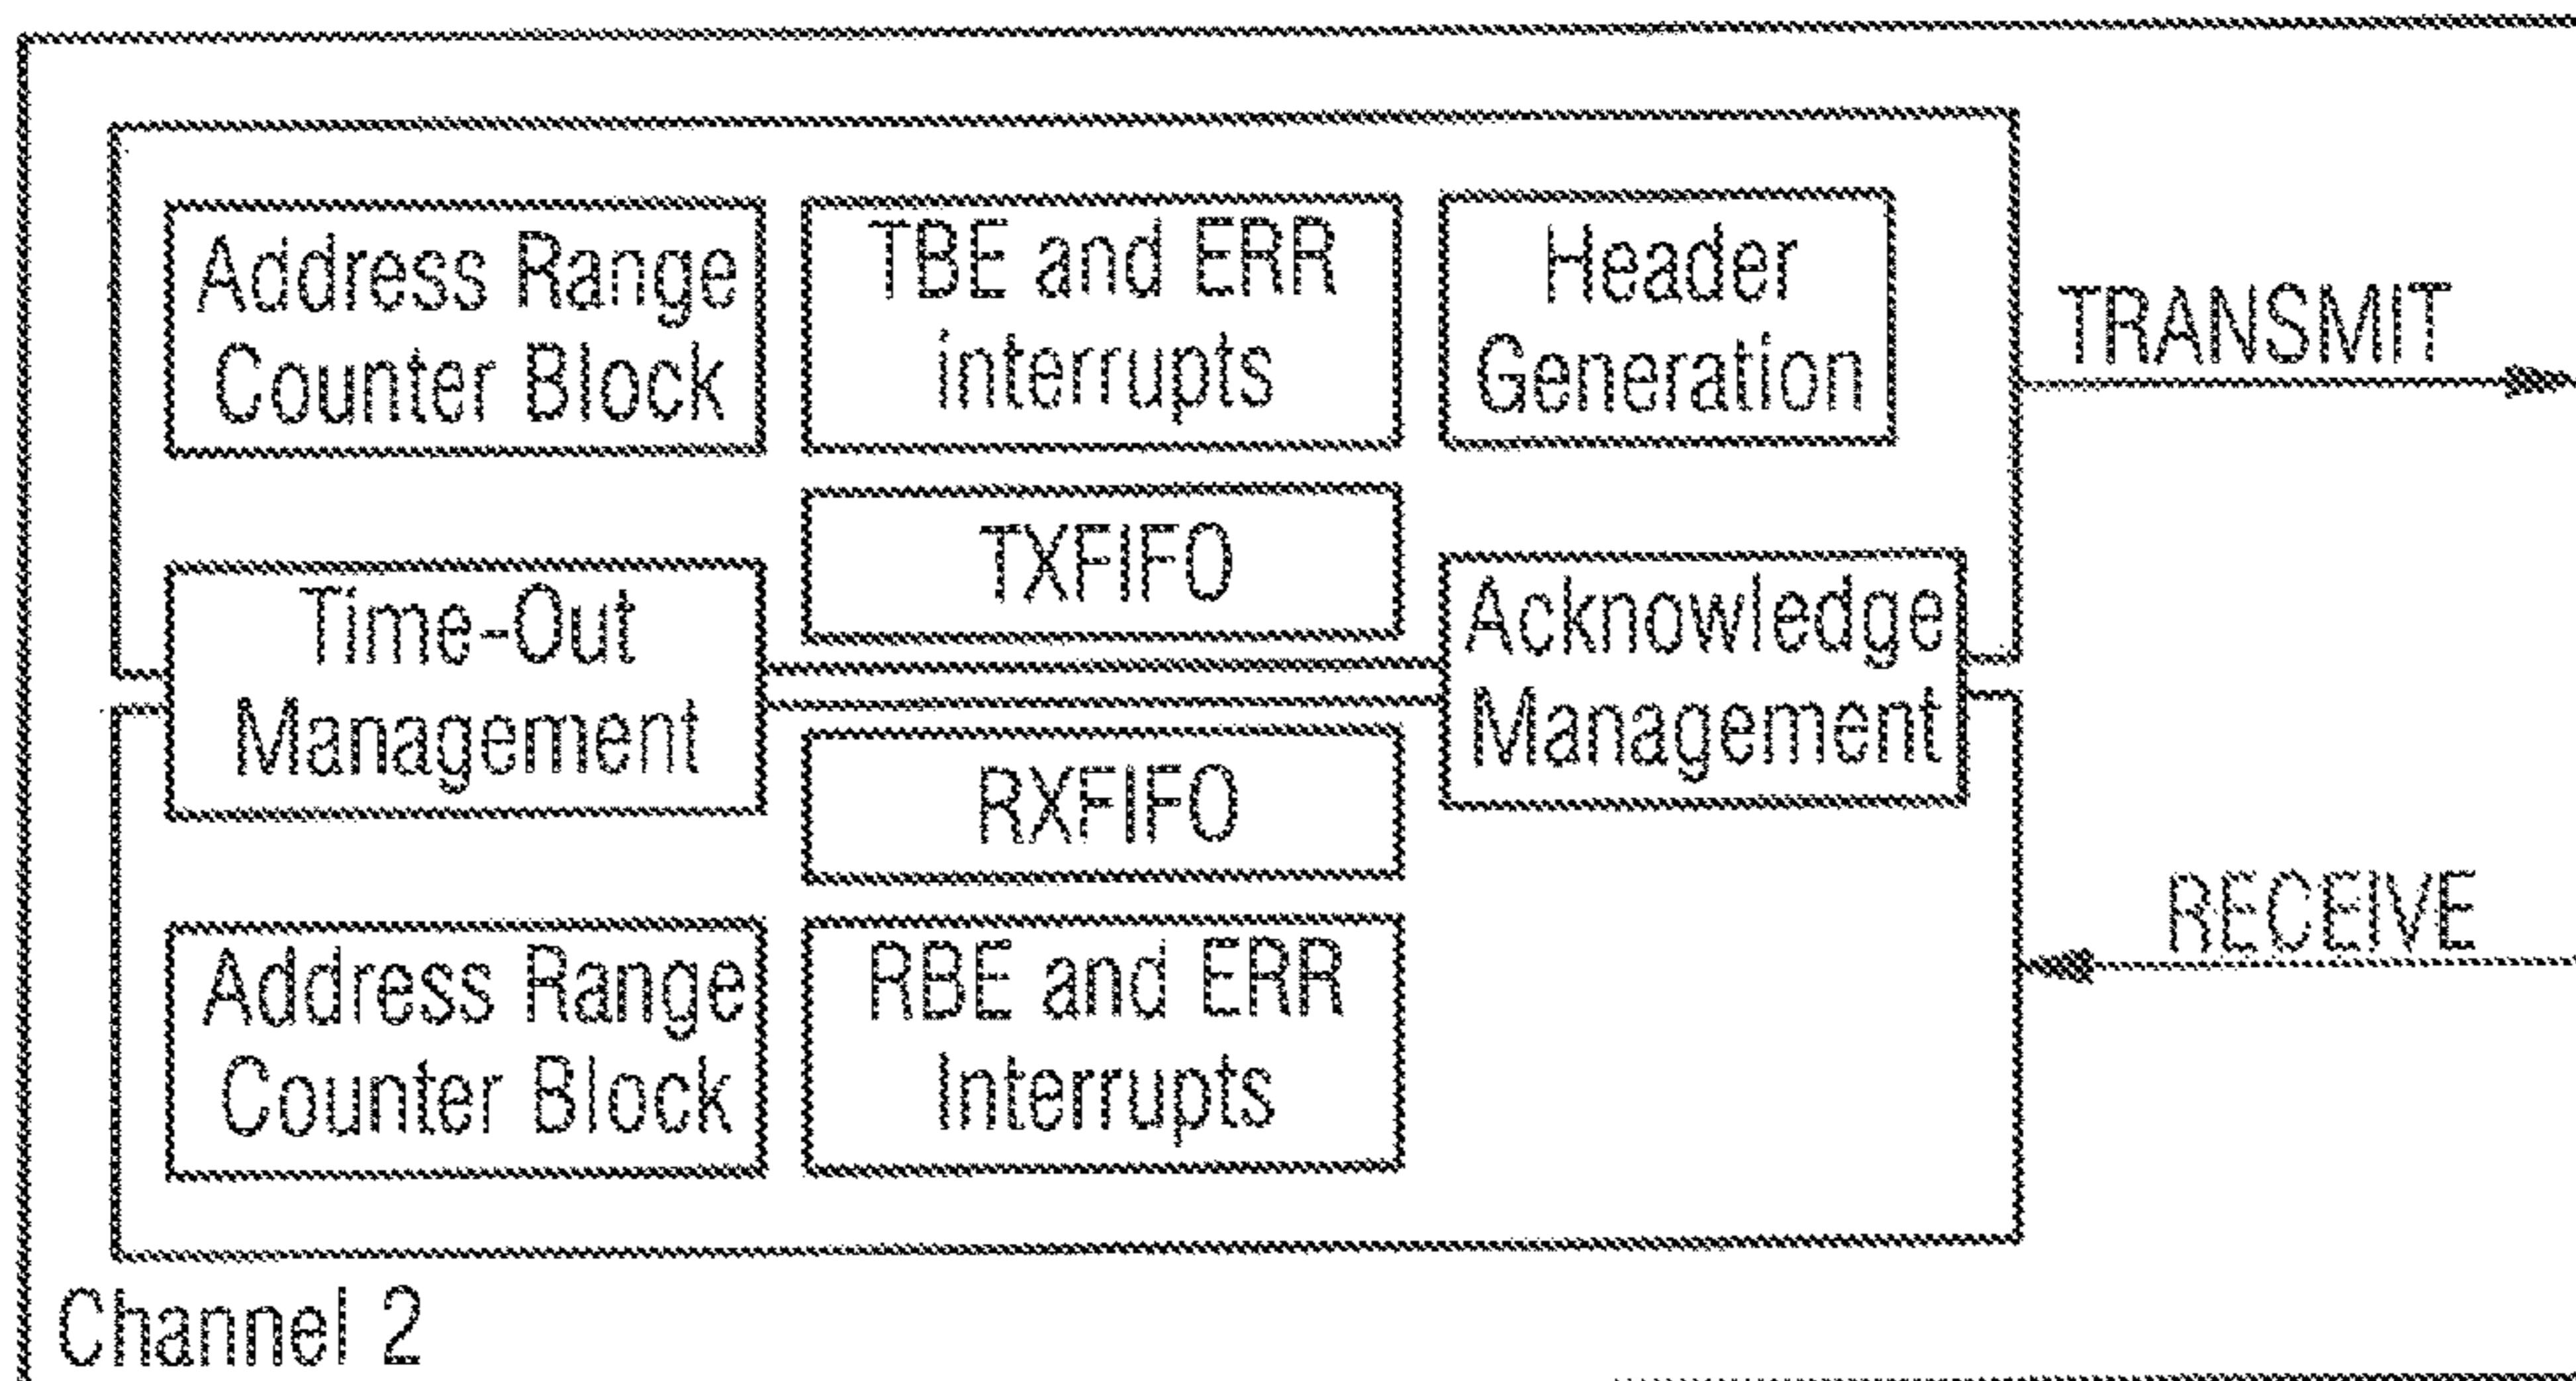 Address Range
Counter Block
TBE and ERR
interrupts
Header
Generation
TRANSMIT
TXFIFO
Time-Out
Management
Acknowledge
Management
RXFIFO
RECEIVE
Address Range
Counter Block
RBE and ERR
Interrupts
Channel 2